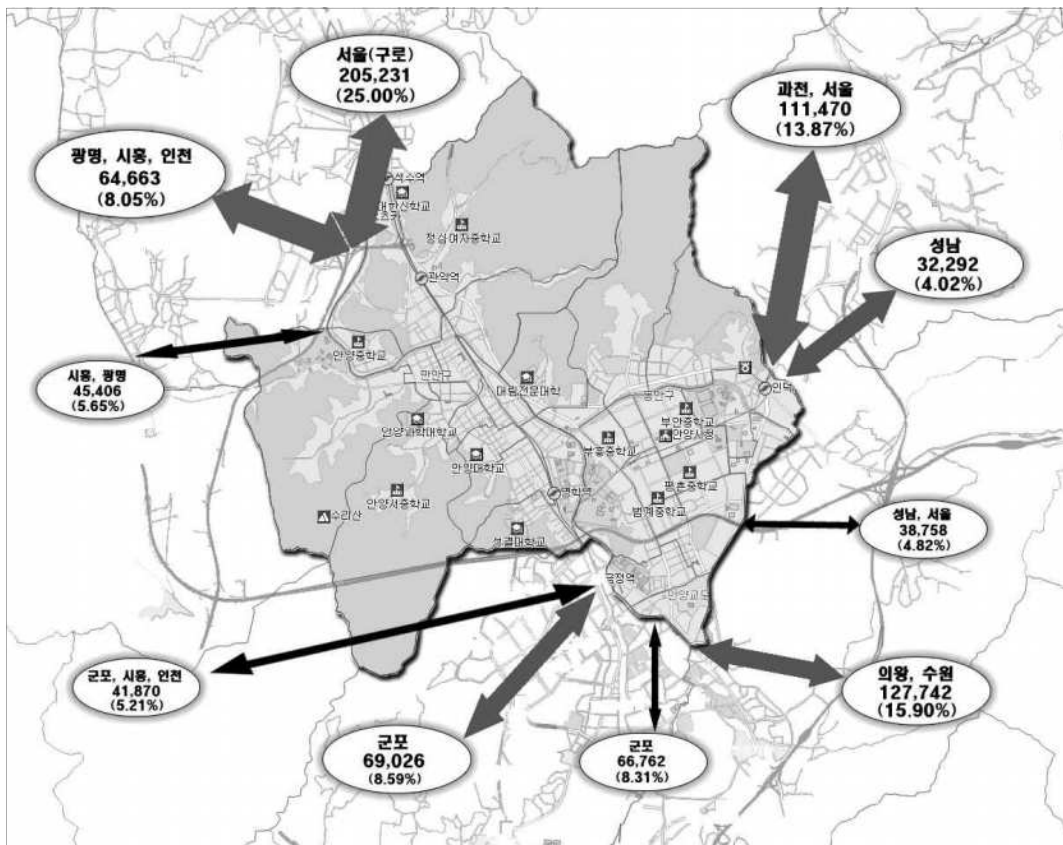 서울(구로)
205,231
(25.00%)
과천, 서울
111,470
(13.87%)
광명, 시흥, 인천
64,663
(8.05%)
석수역
정심여자중학교
성남
32,292
(4.02%)
관악역
안양중학교
만안구
시흥, 광명
45,406
(5.65%)
대림전문대학
동안구
인덕
부안중학교
안양시청
안양과학대학교
부흥중학교
안양대학교
평촌중학교
안양서중학교
명학역
범계중학교
수리산
성결대학교
성남, 서울
38,758
(4.82%)
금정역
안양교도
군포, 시흥, 인천
41,870
(5.21%)
의왕, 수원
127,742
(15.90%)
군포
69,026
(8.59%)
군포
66,762
(8.31%)